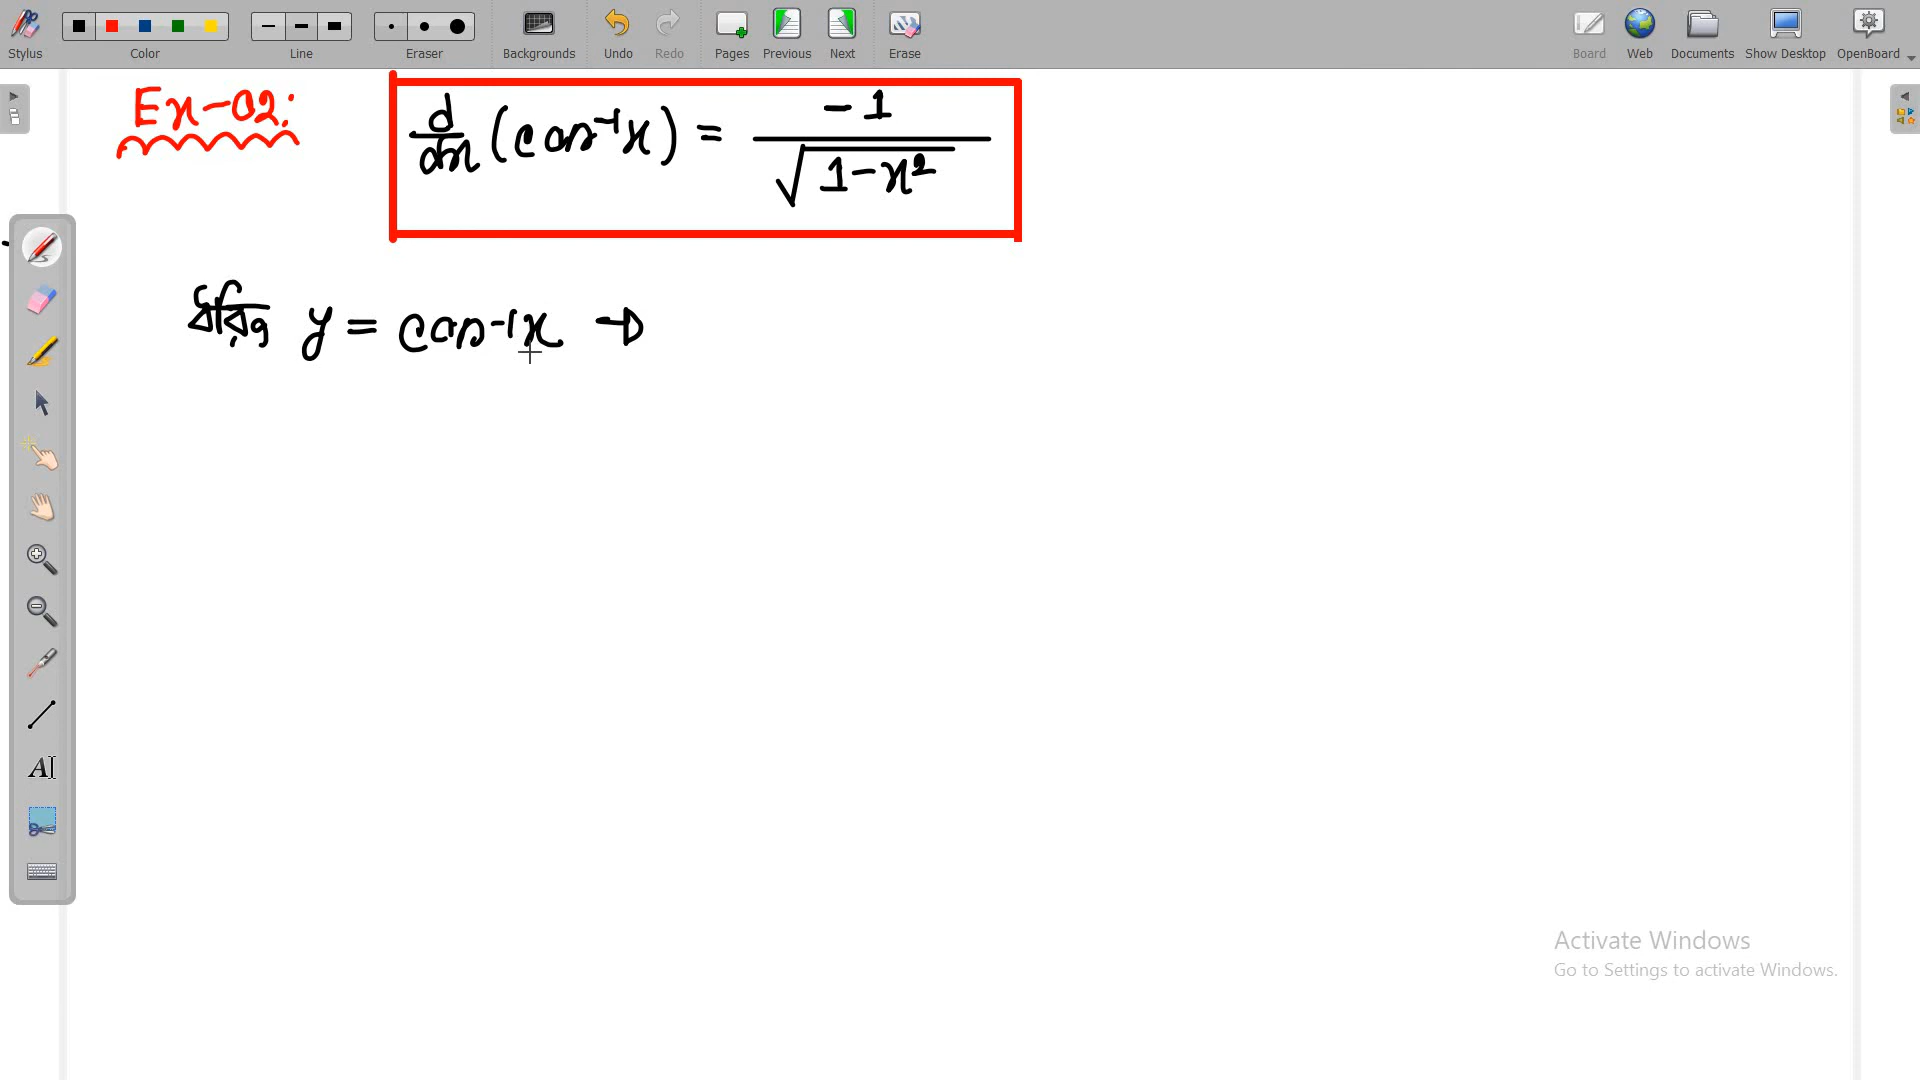 Stylus Color Line Eraser Backgrounds Undo Redo Pages Previous Next Erase Board Web Documents Show Desktop OpenBoard
Ex-02:
d/dx (cos⁻¹x) = -1/√(1-x²)
ধরি, y = cos⁻¹x →
Activate Windows
Go to Settings to activate Windows.